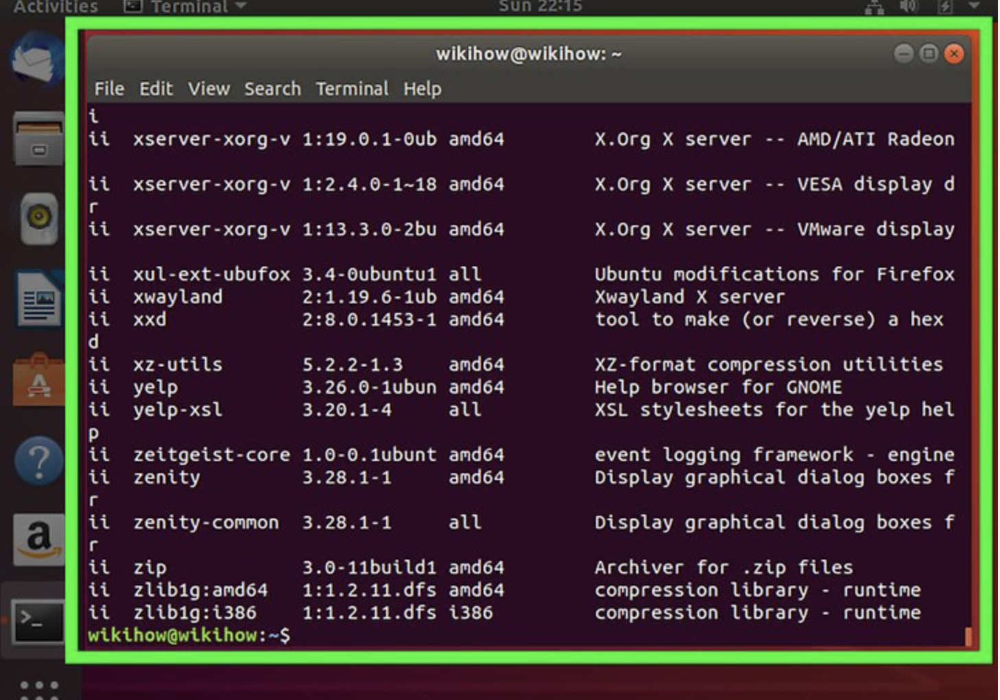 Activities Terminal Sun 22:15
wikihow@wikihow: ~
File Edit View Search Terminal Help
i
ii xserver-xorg-v 1:19.0.1-0ub amd64 X.Org X server -- AMD/ATI Radeon
ii xserver-xorg-v 1:2.4.0-1~18 amd64 X.Org X server -- VESA display d
r
ii xserver-xorg-v 1:13.3.0-2bu amd64 X.Org X server -- VMware display
ii xul-ext-ubufox 3.4-0ubuntu1 all Ubuntu modifications for Firefox
ii xwayland 2:1.19.6-1ub amd64 Xwayland X server
ii xxd 2:8.0.1453-1 amd64 tool to make (or reverse) a hex
d
ii xz-utils 5.2.2-1.3 amd64 XZ-format compression utilities
ii yelp 3.26.0-1ubun amd64 Help browser for GNOME
ii yelp-xsl 3.20.1-4 all XSL stylesheets for the yelp hel
p
ii zeitgeist-core 1.0-0.1ubunt amd64 event logging framework - engine
ii zenity 3.28.1-1 amd64 Display graphical dialog boxes f
r
ii zenity-common 3.28.1-1 all Display graphical dialog boxes f
r
ii zip 3.0-11build1 amd64 Archiver for .zip files
ii zlib1g:amd64 1:1.2.11.dfs amd64 compression library - runtime
ii zlib1g:i386 1:1.2.11.dfs i386 compression library - runtime
wikihow@wikihow:~$